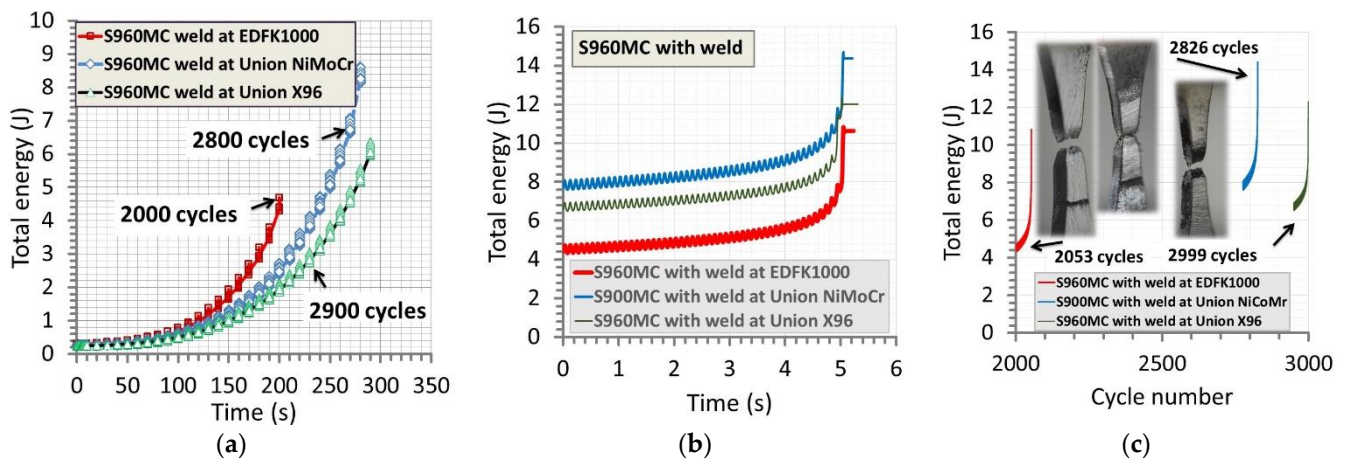 Total energy (J)
10
9
8
7
6
5
4
3
2
1
0
S960MC weld at EDFK1000
S960MC weld at Union NiMoCr
S960MC weld at Union X96
2800 cycles
2000 cycles
2900 cycles
0 50 100 150 200 250 300 350
Time (s)
(a)
Total energy (J)
16
14
12
10
8
6
4
2
0
S960MC with weld
S960MC with weld at EDFK1000
S900MC with weld at Union NiMoCr
S960MC with weld at Union X96
0 1 2 3 4 5 6
Time (s)
(b)
Total energy (J)
16
14
12
10
8
6
4
2
0
2826 cycles
2053 cycles
2999 cycles
S960MC with weld at EDFK1000
S900MC with weld at Union NiCoMr
S960MC with weld at Union X96
2000 2500 3000
Cycle number
(c)